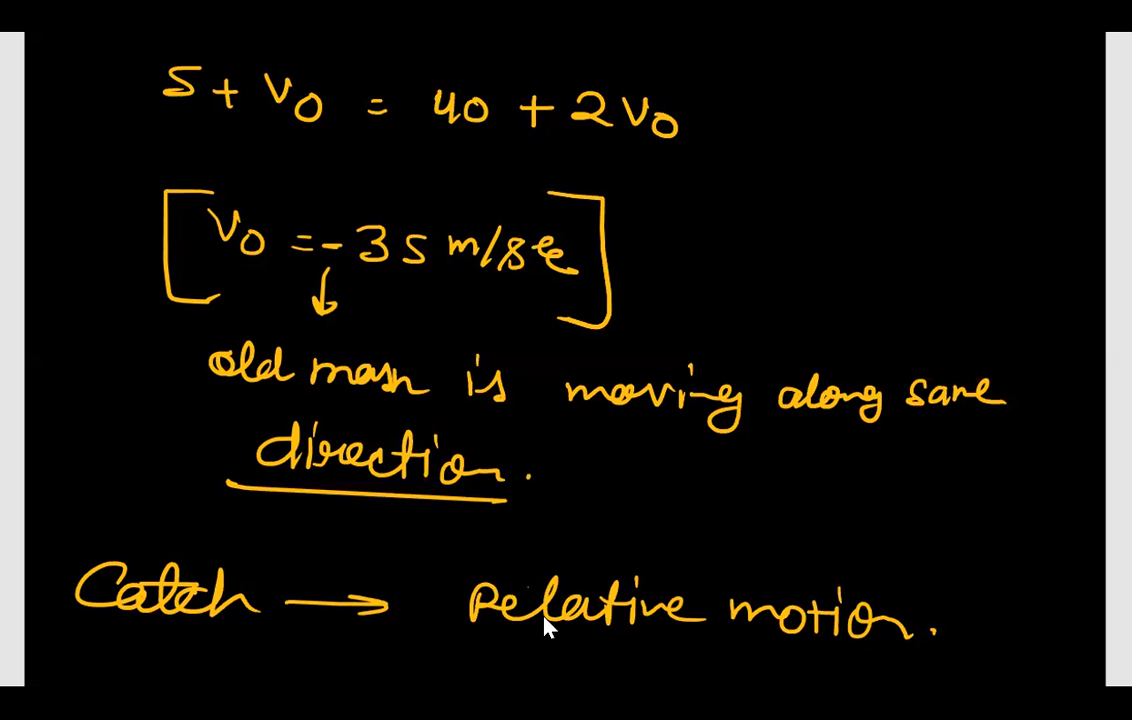 5 + v0 = 40 + 2v0
[v0 = -35 m/sec]
↓
old man is moving along same
direction.
Catch → Relative motion.